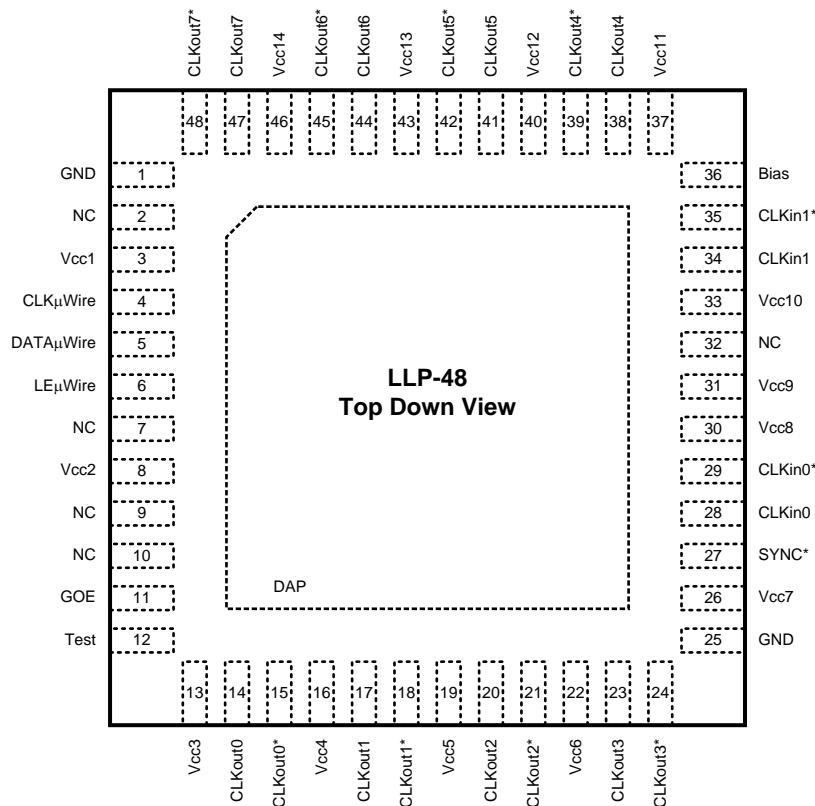 CLKout7*
CLKout7
Vcc14
CLKout6*
CLKout6
Vcc13
CLKout5*
CLKout5
Vcc12
CLKout4*
CLKout4
Vcc11
48 47 46 45 44 43 42 41 40 39 38 37
GND 1 36 Bias
NC 2 35 CLKin1*
Vcc1 3 34 CLKin1
CLKμWire 4 33 Vcc10
DATAμWire 5 32 NC
LEμWire 6 31 Vcc9
LLP-48
Top Down View
NC 7 30 Vcc8
Vcc2 8 29 CLKin0*
NC 9 28 CLKin0
NC 10 27 SYNC*
DAP
GOE 11 26 Vcc7
Test 12 25 GND
13 14 15 16 17 18 19 20 21 22 23 24
Vcc3
CLKout0
CLKout0*
Vcc4
CLKout1
CLKout1*
Vcc5
CLKout2
CLKout2*
Vcc6
CLKout3
CLKout3*